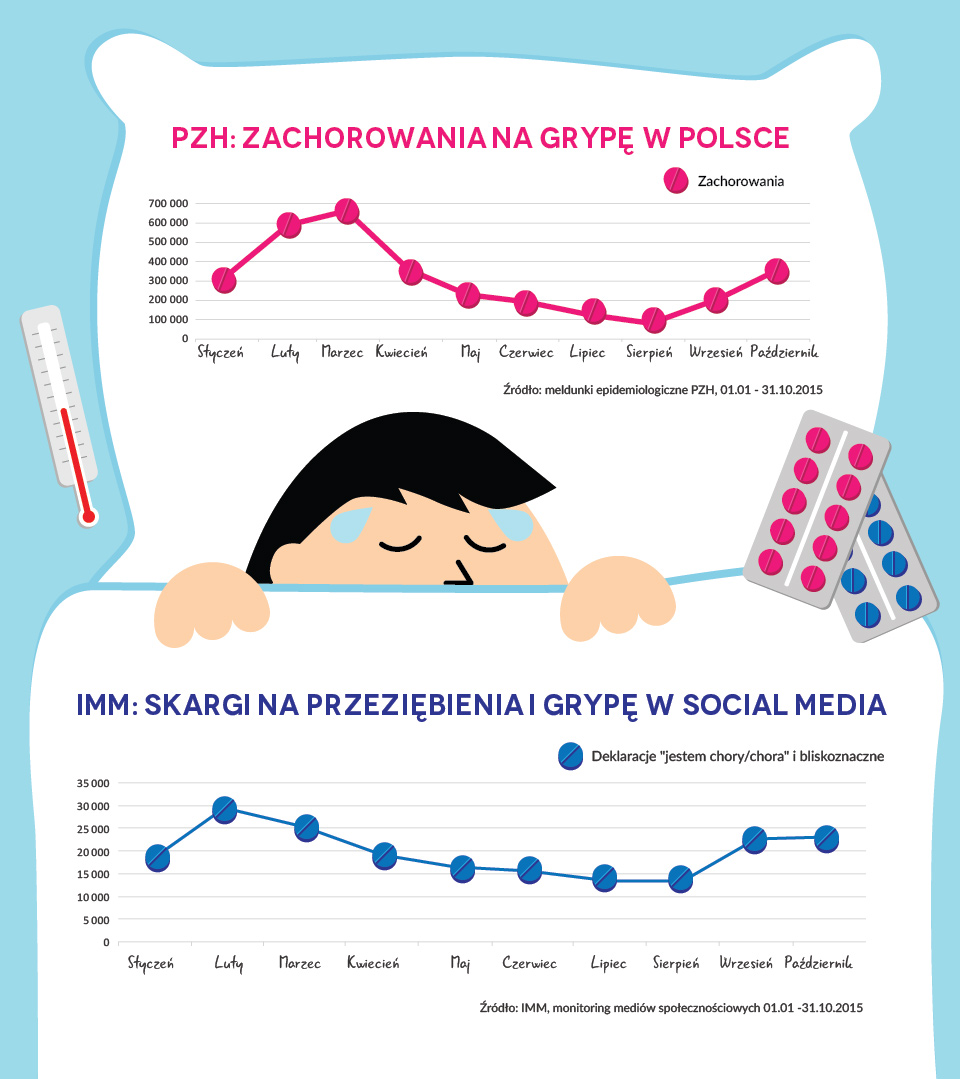 PZH: ZACHOROWANIA NA GRYPĘ W POLSCE
Zachorowania
700 000
600 000
500 000
400 000
300 000
200 000
100 000
0
Styczeń Luty Marzec Kwiecień Maj Czerwiec Lipiec Sierpień Wrzesień Październik
Źródło: meldunki epidemiologiczne PZH, 01.01 - 31.10.2015
IMM: SKARGI NA PRZEZIĘBIENIA I GRYPĘ W SOCIAL MEDIA
Deklaracje "jestem chory/chora" i bliskoznaczne
35 000
30 000
25 000
20 000
15 000
10 000
5 000
0
Styczeń Luty Marzec Kwiecień Maj Czerwiec Lipiec Sierpień Wrzesień Październik
Źródło: IMM, monitoring mediów społecznościowych 01.01 -31.10.2015